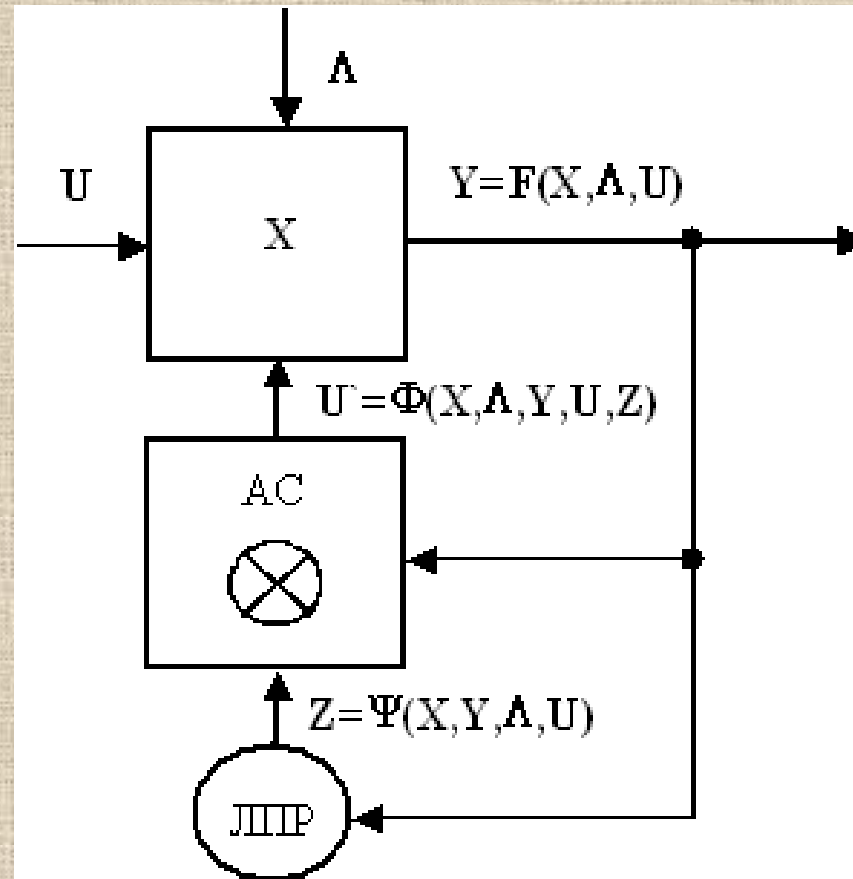 Λ
U
Y=F(X,Λ,U)
X
U`=Φ(X,Λ,Y,U,Z)
АС
Z=Ψ(X,Y,Λ,U)
ЛПР